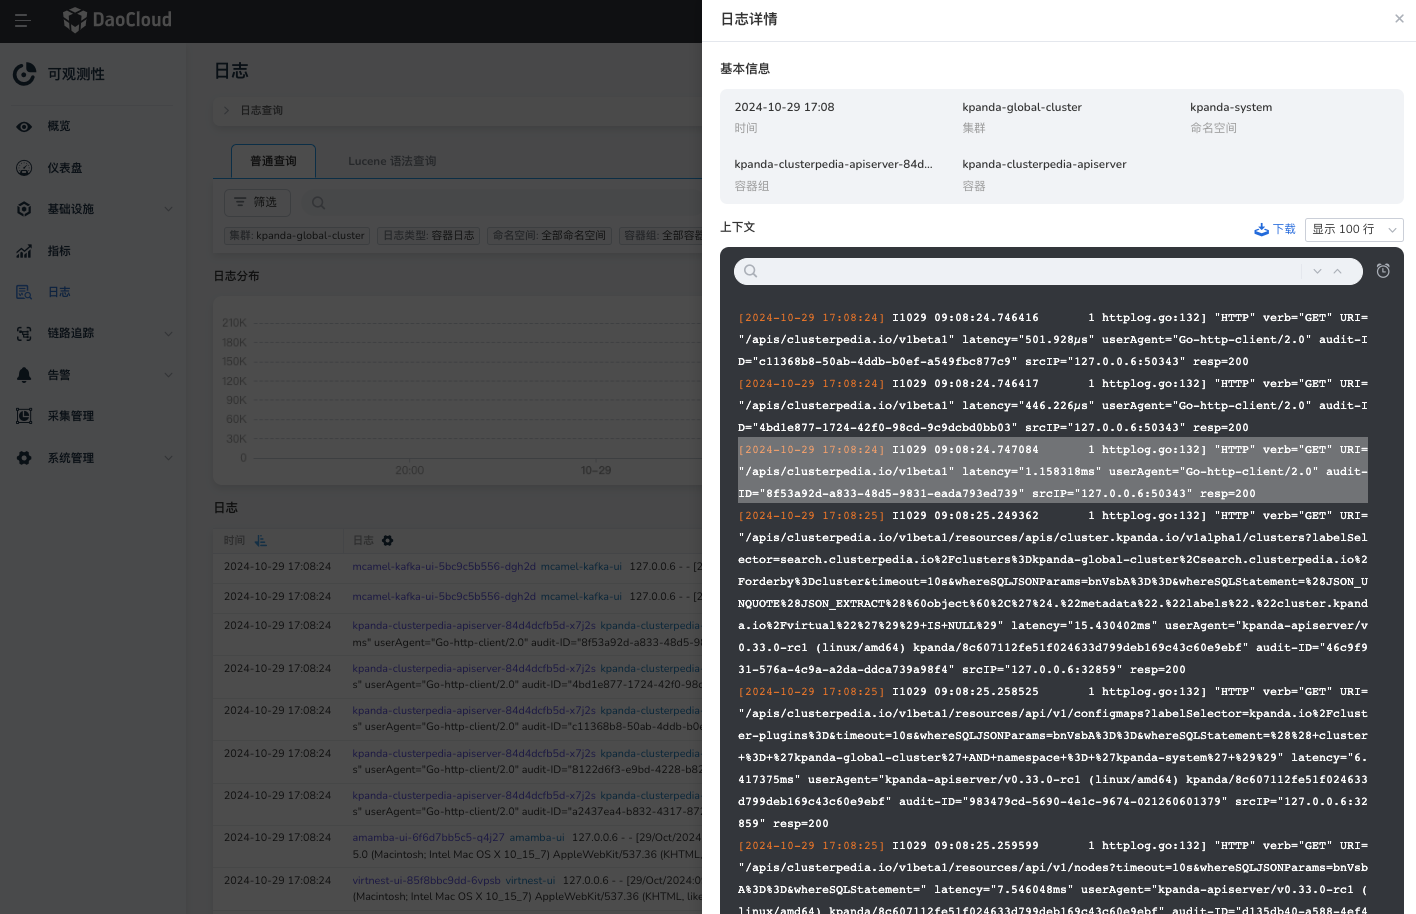 DaoCloud
可观测性
概览
仪表盘
基础设施
指标
日志
链路追踪
告警
采集管理
系统管理
日志
日志查询
普通查询
Lucene 语法查询
筛选
集群: kpanda-global-cluster
日志类型: 容器日志
命名空间: 全部命名空间
容器组: 全部容
日志分布
210K
180K
150K
120K
90K
60K
30K
0
20:00
10-29
日志
时间
日志
2024-10-29 17:08:24 mcamel-kafka-ui-5bc9c5b556-dgh2d mcamel-kafka-ui 127.0.0.6 - - [2
2024-10-29 17:08:24 mcamel-kafka-ui-5bc9c5b556-dgh2d mcamel-kafka-ui 127.0.0.6 - - [2
2024-10-29 17:08:24 kpanda-clusterpedia-apiserver-84d4dcfb5d-x7j2s kpanda-clusterped
ms" userAgent="Go-http-client/2.0" audit-ID="8f53a92d-a833-48d5-9
2024-10-29 17:08:24 kpanda-clusterpedia-apiserver-84d4dcfb5d-x7j2s kpanda-clusterped
s" userAgent="Go-http-client/2.0" audit-ID="4bd1e877-1724-42f0-98c
2024-10-29 17:08:24 kpanda-clusterpedia-apiserver-84d4dcfb5d-x7j2s kpanda-clusterped
s" userAgent="Go-http-client/2.0" audit-ID="c11368b8-50ab-4ddb-b0e
2024-10-29 17:08:24 kpanda-clusterpedia-apiserver-84d4dcfb5d-x7j2s kpanda-clusterped
s" userAgent="Go-http-client/2.0" audit-ID="8122d6f3-e9bd-4228-b8
2024-10-29 17:08:24 kpanda-clusterpedia-apiserver-84d4dcfb5d-x7j2s kpanda-clusterped
s" userAgent="Go-http-client/2.0" audit-ID="a2437ea4-b832-4317-87
2024-10-29 17:08:24 amamba-ui-6f6d7bb5c5-q4j27 amamba-ui 127.0.0.6 - - [29/Oct/2024
5.0 (Macintosh; Intel Mac OS X 10_15_7) AppleWebKit/537.36 (KHTML,
2024-10-29 17:08:24 virtnest-ui-85f8bbc9dd-6vpsb virtnest-ui 127.0.0.6 - - [29/Oct/2024:0
(Macintosh; Intel Mac OS X 10_15_7) AppleWebKit/537.36 (KHTML, like
日志详情
基本信息
2024-10-29 17:08
时间
kpanda-global-cluster
集群
kpanda-system
命名空间
kpanda-clusterpedia-apiserver-84d...
容器组
kpanda-clusterpedia-apiserver
容器
上下文
下载
显示 100 行
[2024-10-29 17:08:24] I1029 09:08:24.746416 1 httplog.go:132] "HTTP" verb="GET" URI=
"/apis/clusterpedia.io/v1beta1" latency="501.928µs" userAgent="Go-http-client/2.0" audit-I
D="c11368b8-50ab-4ddb-b0ef-a549fbc877c9" srcIP="127.0.0.6:50343" resp=200
[2024-10-29 17:08:24] I1029 09:08:24.746417 1 httplog.go:132] "HTTP" verb="GET" URI=
"/apis/clusterpedia.io/v1beta1" latency="446.226µs" userAgent="Go-http-client/2.0" audit-I
D="4bd1e877-1724-42f0-98cd-9c9dcbd0bb03" srcIP="127.0.0.6:50343" resp=200
[2024-10-29 17:08:24] I1029 09:08:24.747084 1 httplog.go:132] "HTTP" verb="GET" URI=
"/apis/clusterpedia.io/v1beta1" latency="1.158318ms" userAgent="Go-http-client/2.0" audit-
ID="8f53a92d-a833-48d5-9831-eada793ed739" srcIP="127.0.0.6:50343" resp=200
[2024-10-29 17:08:25] I1029 09:08:25.249362 1 httplog.go:132] "HTTP" verb="GET" URI=
"/apis/clusterpedia.io/v1beta1/resources/apis/cluster.kpanda.io/v1alpha1/clusters?labelSel
ector=search.clusterpedia.io%2Fclusters%3Dkpanda-global-cluster%2Csearch.clusterpedia.io%2
Forderby%3Dcluster&timeout=10s&whereSQLJSONParams=bnVsbA%3D%3D&whereSQLStatement=%28JSON_U
NQUOTE%28JSON_EXTRACT%28%60object%60%2C%27%24.%22metadata%22.%22labels%22.%22cluster.kpand
a.io%2Fvirtual%22%27%29%29+IS+NULL%29" latency="15.430402ms" userAgent="kpanda-apiserver/v
0.33.0-rc1 (linux/amd64) kpanda/8c607112fe51f024633d799deb169c43c60e9ebf" audit-ID="46c9f9
31-576a-4c9a-a2da-ddca739a98f4" srcIP="127.0.0.6:32859" resp=200
[2024-10-29 17:08:25] I1029 09:08:25.258525 1 httplog.go:132] "HTTP" verb="GET" URI=
"/apis/clusterpedia.io/v1beta1/resources/api/v1/configmaps?labelSelector=kpanda.io%2Fclust
er-plugins%3D&timeout=10s&whereSQLJSONParams=bnVsbA%3D%3D&whereSQLStatement=%28%28+cluster
+%3D+%27kpanda-global-cluster%27+AND+namespace+%3D+%27kpanda-system%27+%29%29" latency="6.
417375ms" userAgent="kpanda-apiserver/v0.33.0-rc1 (linux/amd64) kpanda/8c607112fe51f024633
d799deb169c43c60e9ebf" audit-ID="983479cd-5690-4e1c-9674-021260601379" srcIP="127.0.0.6:32
859" resp=200
[2024-10-29 17:08:25] I1029 09:08:25.259599 1 httplog.go:132] "HTTP" verb="GET" URI=
"/apis/clusterpedia.io/v1beta1/resources/api/v1/nodes?timeout=10s&whereSQLJSONParams=bnVsb
A%3D%3D&whereSQLStatement=" latency="7.546048ms" userAgent="kpanda-apiserver/v0.33.0-rc1 (
linux/amd64) kpanda/8c607112fe51f024633d799deb169c43c60e9ebf" audit-ID="d135db40-a588-4ef4